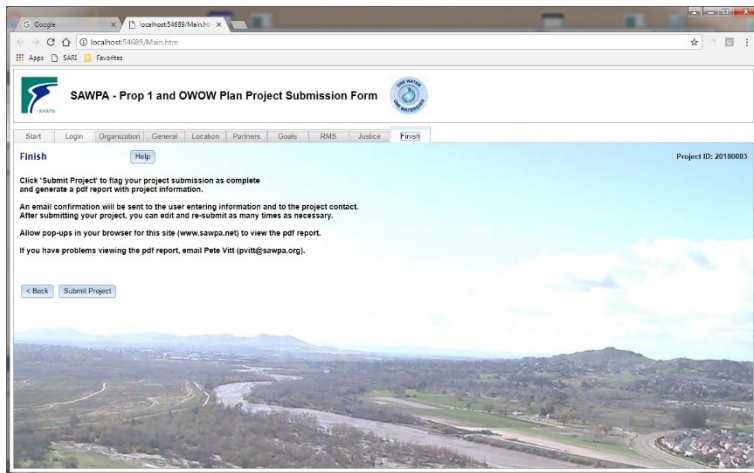 Google
localhost:54689/Main.ht
localhost:54689/Main.htm
Apps
SARI
Favorites
SAWPA
SAWPA - Prop 1 and OWOW Plan Project Submission Form
ONE WATER
ONE WATERSHED
Start
Login
Organization
General
Location
Partners
Goals
RMS
Justice
Finish
Finish
Help
Project ID: 20180003
Click 'Submit Project' to flag your project submission as complete
and generate a pdf report with project information.
An email confirmation will be sent to the user entering information and to the project contact.
After submitting your project, you can edit and re-submit as many times as necessary.
Allow pop-ups in your browser for this site (www.sawpa.net) to view the pdf report.
If you have problems viewing the pdf report, email Pete Vitt (pvitt@sawpa.org).
< Back
Submit Project